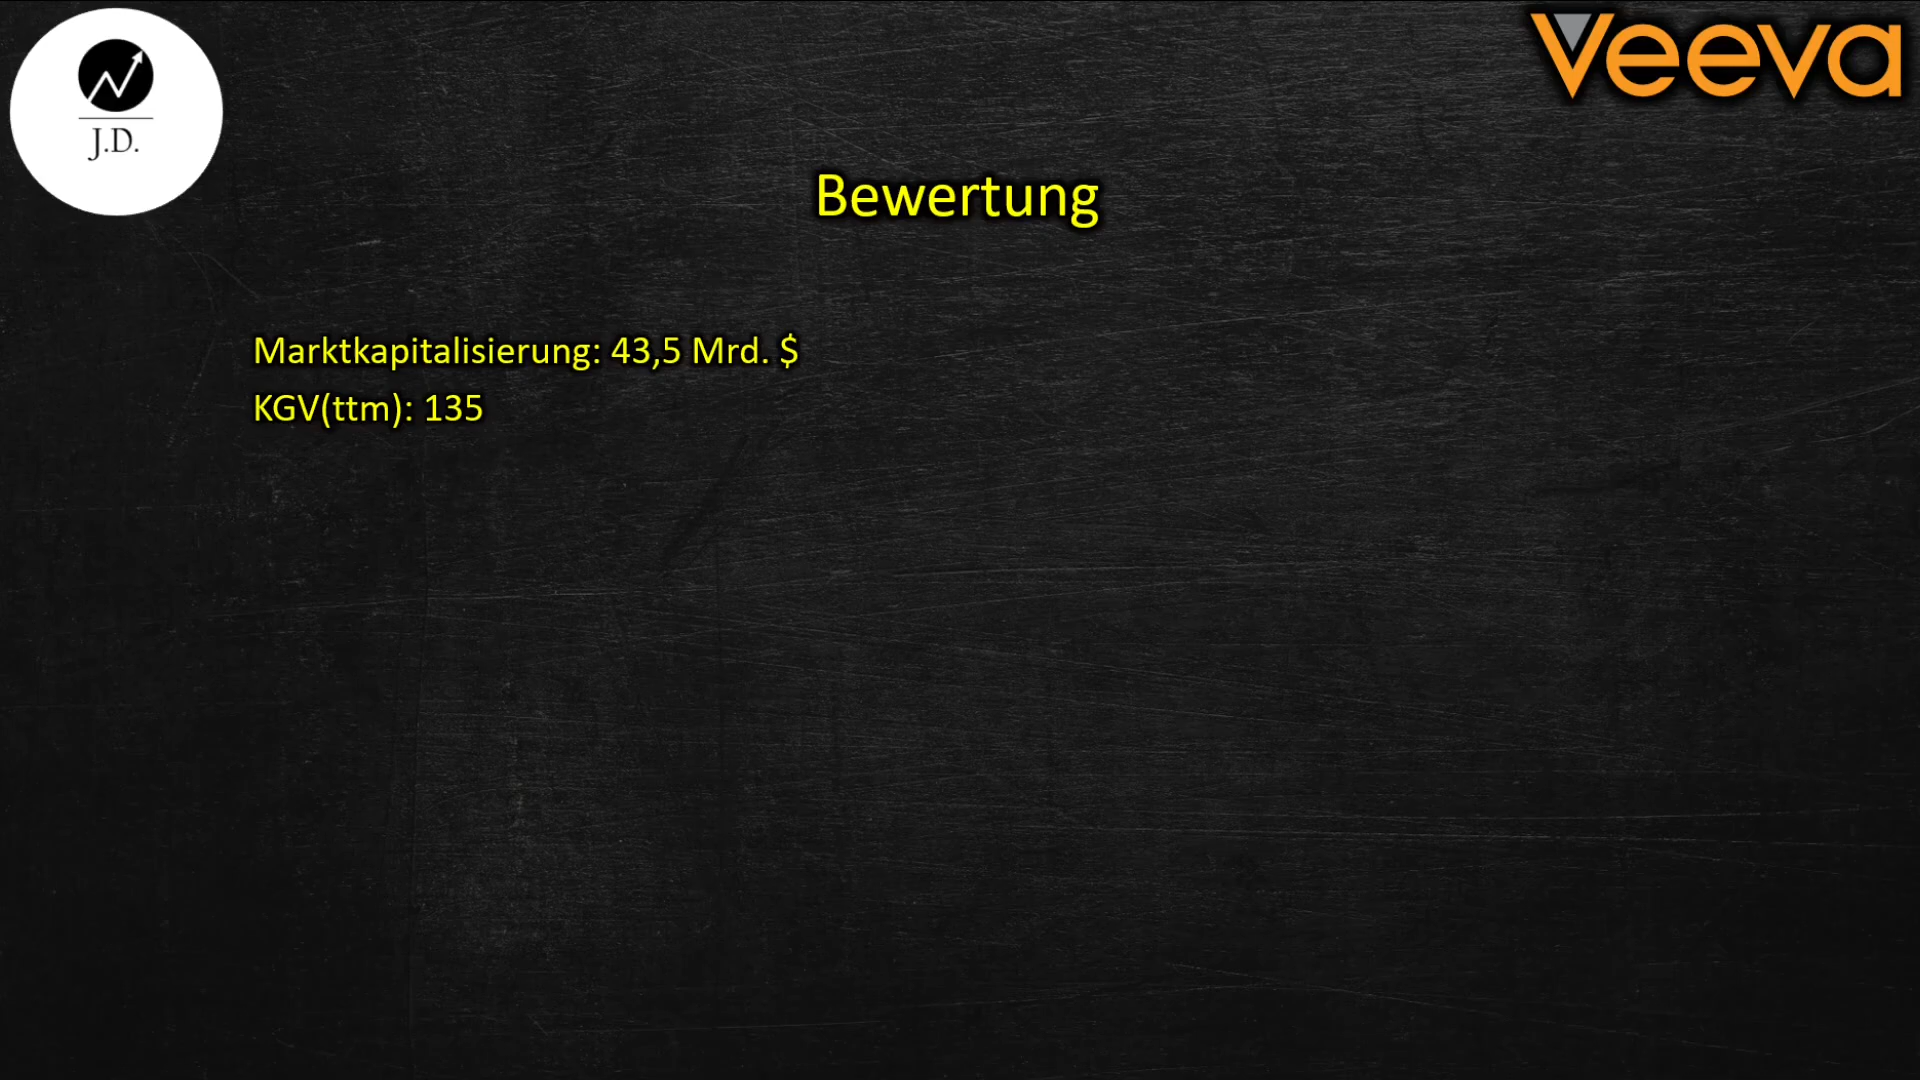 J.D.
Veeva
Bewertung
Marktkapitalisierung: 43,5 Mrd. $
KGV(ttm): 135